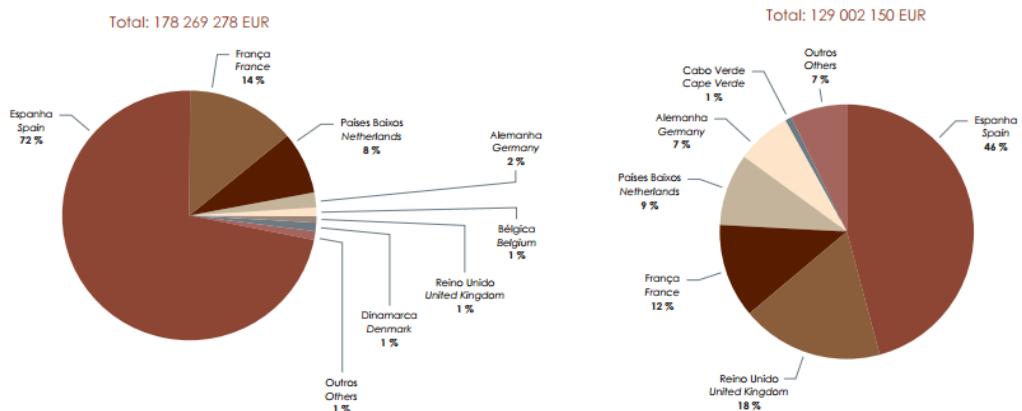 Total: 178 269 278 EUR
França
France
14 %
Espanha
Spain
72 %
Países Baixos
Netherlands
8 %
Alemanha
Germany
2 %
Bélgica
Belgium
1 %
Reino Unido
United Kingdom
1 %
Dinamarca
Denmark
1 %
Outros
Others
1 %
Total: 129 002 150 EUR
Outros
Others
7 %
Cabo Verde
Cape Verde
1 %
Alemanha
Germany
7 %
Países Baixos
Netherlands
9 %
França
France
12 %
Reino Unido
United Kingdom
18 %
Espanha
Spain
46 %